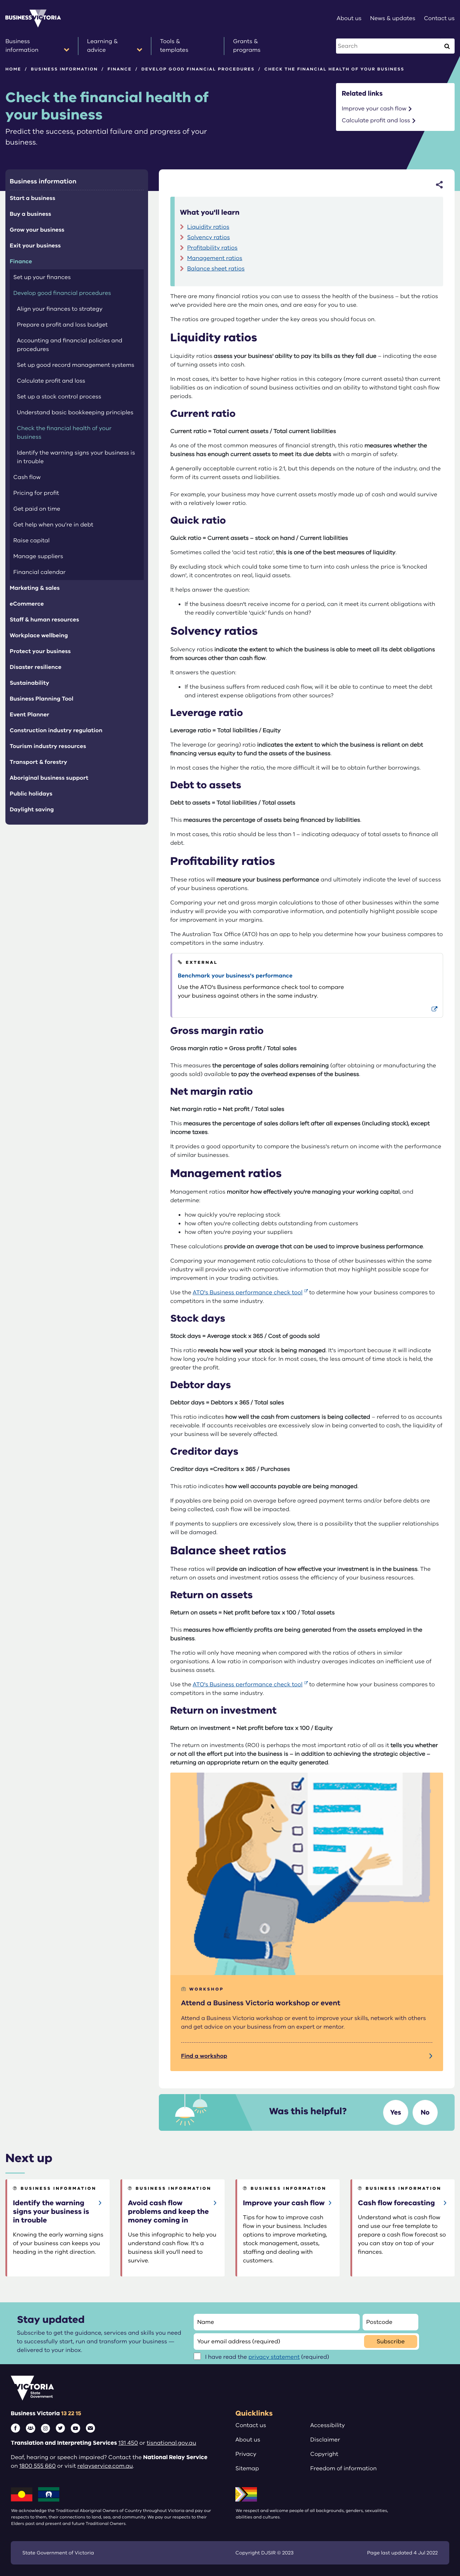 BUSINESS VICTORIA
About us
News & updates
Contact us
Business
information
Learning &
advice
Tools &
templates
Grants &
programs
Search
HOME / BUSINESS INFORMATION / FINANCE / DEVELOP GOOD FINANCIAL PROCEDURES / CHECK THE FINANCIAL HEALTH OF YOUR BUSINESS
Check the financial health of
your business
Predict the success, potential failure and progress of your
business.
Related links
Improve your cash flow
Calculate profit and loss
Business information
Start a business
Buy a business
Grow your business
Exit your business
Finance
Set up your finances
Develop good financial procedures
Align your finances to strategy
Prepare a profit and loss budget
Accounting and financial policies and
procedures
Set up good record management systems
Calculate profit and loss
Set up a stock control process
Understand basic bookkeeping principles
Check the financial health of your
business
Identify the warning signs your business is
in trouble
Cash flow
Pricing for profit
Get paid on time
Get help when you're in debt
Raise capital
Manage suppliers
Financial calendar
Marketing & sales
eCommerce
Staff & human resources
Workplace wellbeing
Protect your business
Disaster resilience
Sustainability
Business Planning Tool
Event Planner
Construction industry regulation
Tourism industry resources
Transport & forestry
Aboriginal business support
Public holidays
Daylight saving
What you'll learn
Liquidity ratios
Solvency ratios
Profitability ratios
Management ratios
Balance sheet ratios
There are many financial ratios you can use to assess the health of the business – but the ratios
we've provided here are the main ones, and are easy for you to use.
The ratios are grouped together under the key areas you should focus on.
Liquidity ratios
Liquidity ratios assess your business' ability to pay its bills as they fall due – indicating the ease
of turning assets into cash.
In most cases, it's better to have higher ratios in this category (more current assets) than current
liabilities as an indication of sound business activities and an ability to withstand tight cash flow
periods.
Current ratio
Current ratio = Total current assets / Total current liabilities
As one of the most common measures of financial strength, this ratio measures whether the
business has enough current assets to meet its due debts with a margin of safety.
A generally acceptable current ratio is 2:1, but this depends on the nature of the industry, and the
form of its current assets and liabilities.
For example, your business may have current assets mostly made up of cash and would survive
with a relatively lower ratio.
Quick ratio
Quick ratio = Current assets – stock on hand / Current liabilities
Sometimes called the 'acid test ratio', this is one of the best measures of liquidity.
By excluding stock which could take some time to turn into cash unless the price is 'knocked
down', it concentrates on real, liquid assets.
It helps answer the question:
• If the business doesn't receive income for a period, can it meet its current obligations with
the readily convertible 'quick' funds on hand?
Solvency ratios
Solvency ratios indicate the extent to which the business is able to meet all its debt obligations
from sources other than cash flow.
It answers the question:
• If the business suffers from reduced cash flow, will it be able to continue to meet the debt
and interest expense obligations from other sources?
Leverage ratio
Leverage ratio = Total liabilities / Equity
The leverage (or gearing) ratio indicates the extent to which the business is reliant on debt
financing versus equity to fund the assets of the business.
In most cases the higher the ratio, the more difficult it will be to obtain further borrowings.
Debt to assets
Debt to assets = Total liabilities / Total assets
This measures the percentage of assets being financed by liabilities.
In most cases, this ratio should be less than 1 – indicating adequacy of total assets to finance all
debt.
Profitability ratios
These ratios will measure your business performance and ultimately indicate the level of success
of your business operations.
Comparing your net and gross margin calculations to those of other businesses within the same
industry will provide you with comparative information, and potentially highlight possible scope
for improvement in your margins.
The Australian Tax Office (ATO) has an app to help you determine how your business compares to
competitors in the same industry.
EXTERNAL
Benchmark your business's performance
Use the ATO's Business performance check tool to compare
your business against others in the same industry.
Gross margin ratio
Gross margin ratio = Gross profit / Total sales
This measures the percentage of sales dollars remaining (after obtaining or manufacturing the
goods sold) available to pay the overhead expenses of the business.
Net margin ratio
Net margin ratio = Net profit / Total sales
This measures the percentage of sales dollars left after all expenses (including stock), except
income taxes.
It provides a good opportunity to compare the business's return on income with the performance
of similar businesses.
Management ratios
Management ratios monitor how effectively you're managing your working capital, and
determine:
• how quickly you're replacing stock
• how often you're collecting debts outstanding from customers
• how often you're paying your suppliers.
These calculations provide an average that can be used to improve business performance.
Comparing your management ratio calculations to those of other businesses within the same
industry will provide you with comparative information that may highlight possible scope for
improvement in your trading activities.
Use the ATO's Business performance check tool to determine how your business compares to
competitors in the same industry.
Stock days
Stock days = Average stock x 365 / Cost of goods sold
This ratio reveals how well your stock is being managed. It's important because it will indicate
how long you're holding your stock for. In most cases, the less amount of time stock is held, the
greater the profit.
Debtor days
Debtor days = Debtors x 365 / Total sales
This ratio indicates how well the cash from customers is being collected – referred to as accounts
receivable. If accounts receivables are excessively slow in being converted to cash, the liquidity of
your business will be severely affected.
Creditor days
Creditor days =Creditors x 365 / Purchases
This ratio indicates how well accounts payable are being managed.
If payables are being paid on average before agreed payment terms and/or before debts are
being collected, cash flow will be impacted.
If payments to suppliers are excessively slow, there is a possibility that the supplier relationships
will be damaged.
Balance sheet ratios
These ratios will provide an indication of how effective your investment is in the business. The
return on assets and investment ratios assess the efficiency of your business resources.
Return on assets
Return on assets = Net profit before tax x 100 / Total assets
This measures how efficiently profits are being generated from the assets employed in the
business.
The ratio will only have meaning when compared with the ratios of others in similar
organisations. A low ratio in comparison with industry averages indicates an inefficient use of
business assets.
Use the ATO's Business performance check tool to determine how your business compares to
competitors in the same industry.
Return on investment
Return on investment = Net profit before tax x 100 / Equity
The return on investments (ROI) is perhaps the most important ratio of all as it tells you whether
or not all the effort put into the business is – in addition to achieving the strategic objective –
returning an appropriate return on the equity generated.
WORKSHOP
Attend a Business Victoria workshop or event
Attend a Business Victoria workshop or event to improve your skills, network with others
and get advice on your business from an expert or mentor.
Find a workshop
Was this helpful?
Yes
No
Next up
BUSINESS INFORMATION
Identify the warning
signs your business is
in trouble
Knowing the early warning signs
of your business can keeps you
heading in the right direction.
BUSINESS INFORMATION
Avoid cash flow
problems and keep the
money coming in
Use this infographic to help you
understand cash flow. It's a
business skill you'll need to
survive.
BUSINESS INFORMATION
Improve your cash flow
Tips for how to improve cash
flow in your business. Includes
options to improve marketing,
stock management, assets,
staffing and dealing with
customers.
BUSINESS INFORMATION
Cash flow forecasting
Understand what is cash flow
and use our free template to
prepare a cash flow forecast so
you can stay on top of your
finances.
Stay updated
Subscribe to get the guidance, services and skills you need
to successfully start, run and transform your business —
delivered to your inbox.
Name
Postcode
Your email address (required)
Subscribe
I have read the privacy statement (required)
VICTORIA
State
Government
Business Victoria 13 22 15
Translation and Interpreting Services 131 450 or tisnational.gov.au
Deaf, hearing or speech impaired? Contact the National Relay Service
on 1800 555 660 or visit relayservice.com.au.
Quicklinks
Contact us
About us
Privacy
Sitemap
Accessibility
Disclaimer
Copyright
Freedom of information
We acknowledge the Traditional Aboriginal Owners of Country throughout Victoria and pay our
respects to them, their connections to land, sea, and community. We pay our respects to their
Elders past and present and future Traditional Owners.
We respect and welcome people of all backgrounds, genders, sexualities,
abilities and cultures.
State Government of Victoria
Copyright DJSIR © 2023
Page last updated 4 Jul 2022